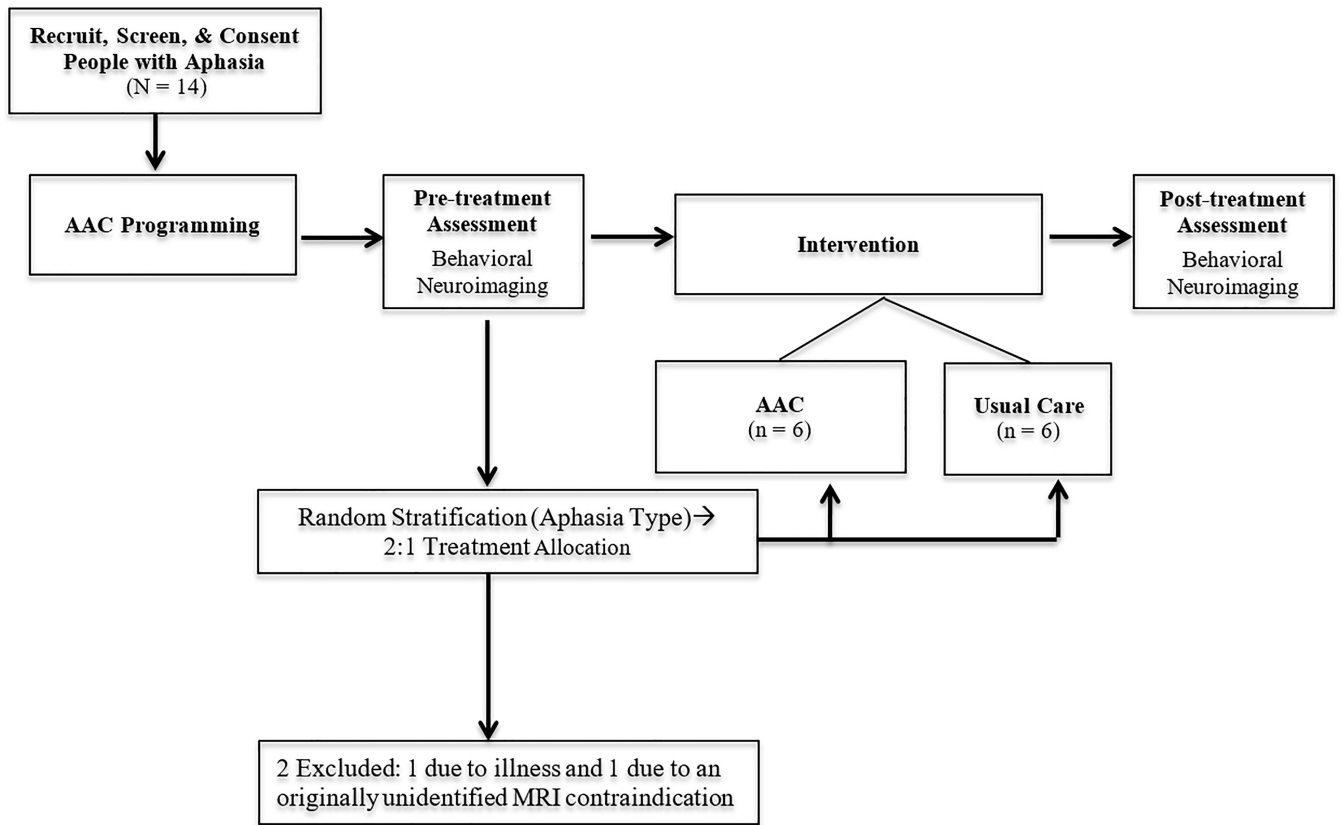 Recruit, Screen, & Consent
People with Aphasia
(N = 14)
AAC Programming
Pre-treatment
Assessment
Behavioral
Neuroimaging
Intervention
Post-treatment
Assessment
Behavioral
Neuroimaging
AAC
(n = 6)
Usual Care
(n = 6)
Random Stratification (Aphasia Type)→
2:1 Treatment Allocation
2 Excluded: 1 due to illness and 1 due to an
originally unidentified MRI contraindication